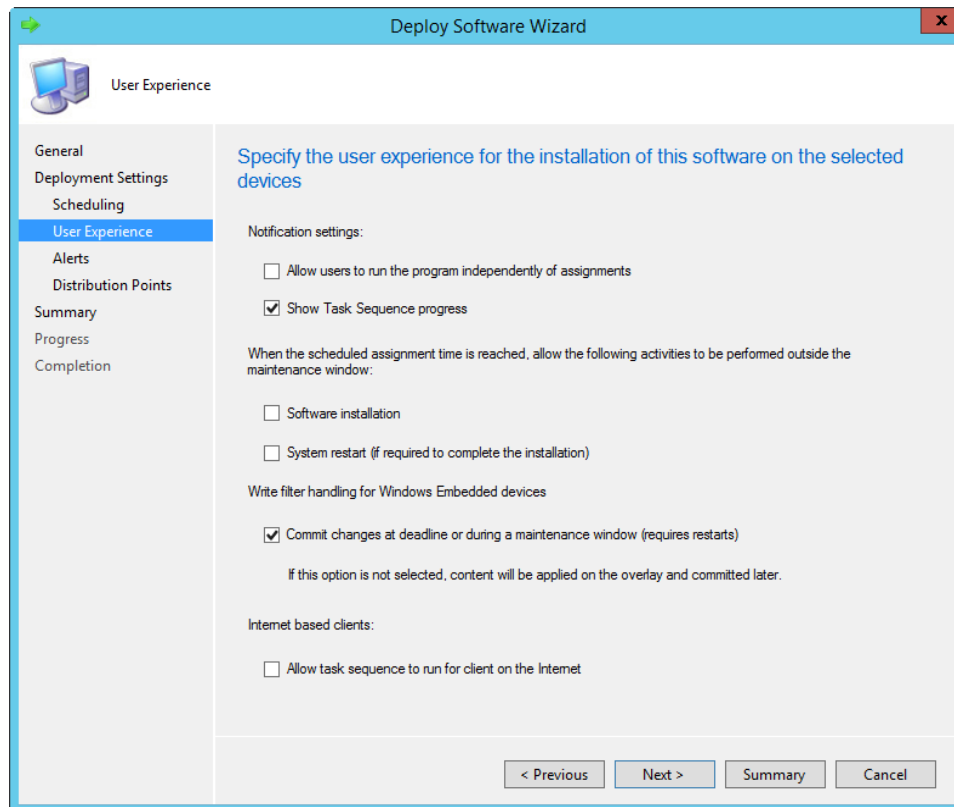 Deploy Software Wizard
x
User Experience
General
Deployment Settings
Scheduling
User Experience
Alerts
Distribution Points
Summary
Progress
Completion
Specify the user experience for the installation of this software on the selected
devices
Notification settings:
Allow users to run the program independently of assignments
Show Task Sequence progress
When the scheduled assignment time is reached, allow the following activities to be performed outside the
maintenance window:
Software installation
System restart (if required to complete the installation)
Write filter handling for Windows Embedded devices
Commit changes at deadline or during a maintenance window (requires restarts)
If this option is not selected, content will be applied on the overlay and committed later.
Internet based clients:
Allow task sequence to run for client on the Internet
< Previous
Next >
Summary
Cancel